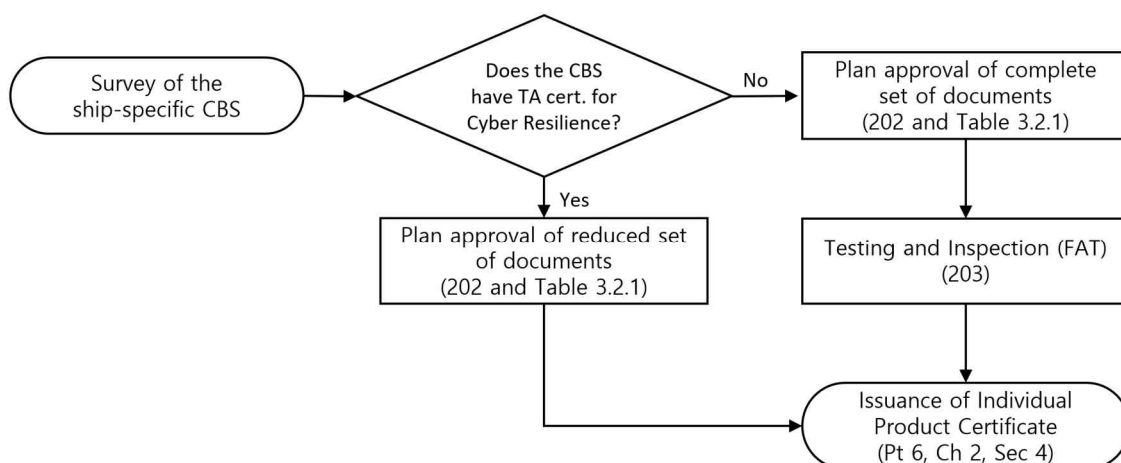 Survey of the
ship-specific CBS
Does the CBS
have TA cert. for
Cyber Resilience?
No
Plan approval of complete
set of documents
(202 and Table 3.2.1)
Yes
Plan approval of reduced set
of documents
(202 and Table 3.2.1)
Testing and Inspection (FAT)
(203)
Issuance of Individual
Product Certificate
(Pt 6, Ch 2, Sec 4)